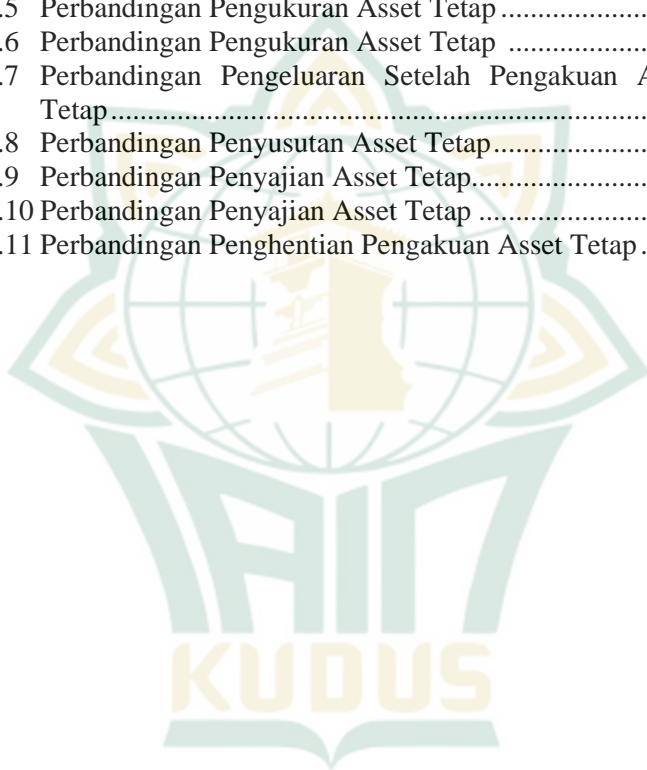 .5 Perbandingan Pengukuran Asset Tetap ......................
.6 Perbandingan Pengukuran Asset Tetap .....................
.7 Perbandingan Pengeluaran Setelah Pengakuan A
Tetap..........................................................................
.8 Perbandingan Penyusutan Asset Tetap......................
.9 Perbandingan Penyajian Asset Tetap.........................
.10 Perbandingan Penyajian Asset Tetap ........................
.11 Perbandingan Penghentian Pengakuan Asset Tetap .
IAIN
KUDUS